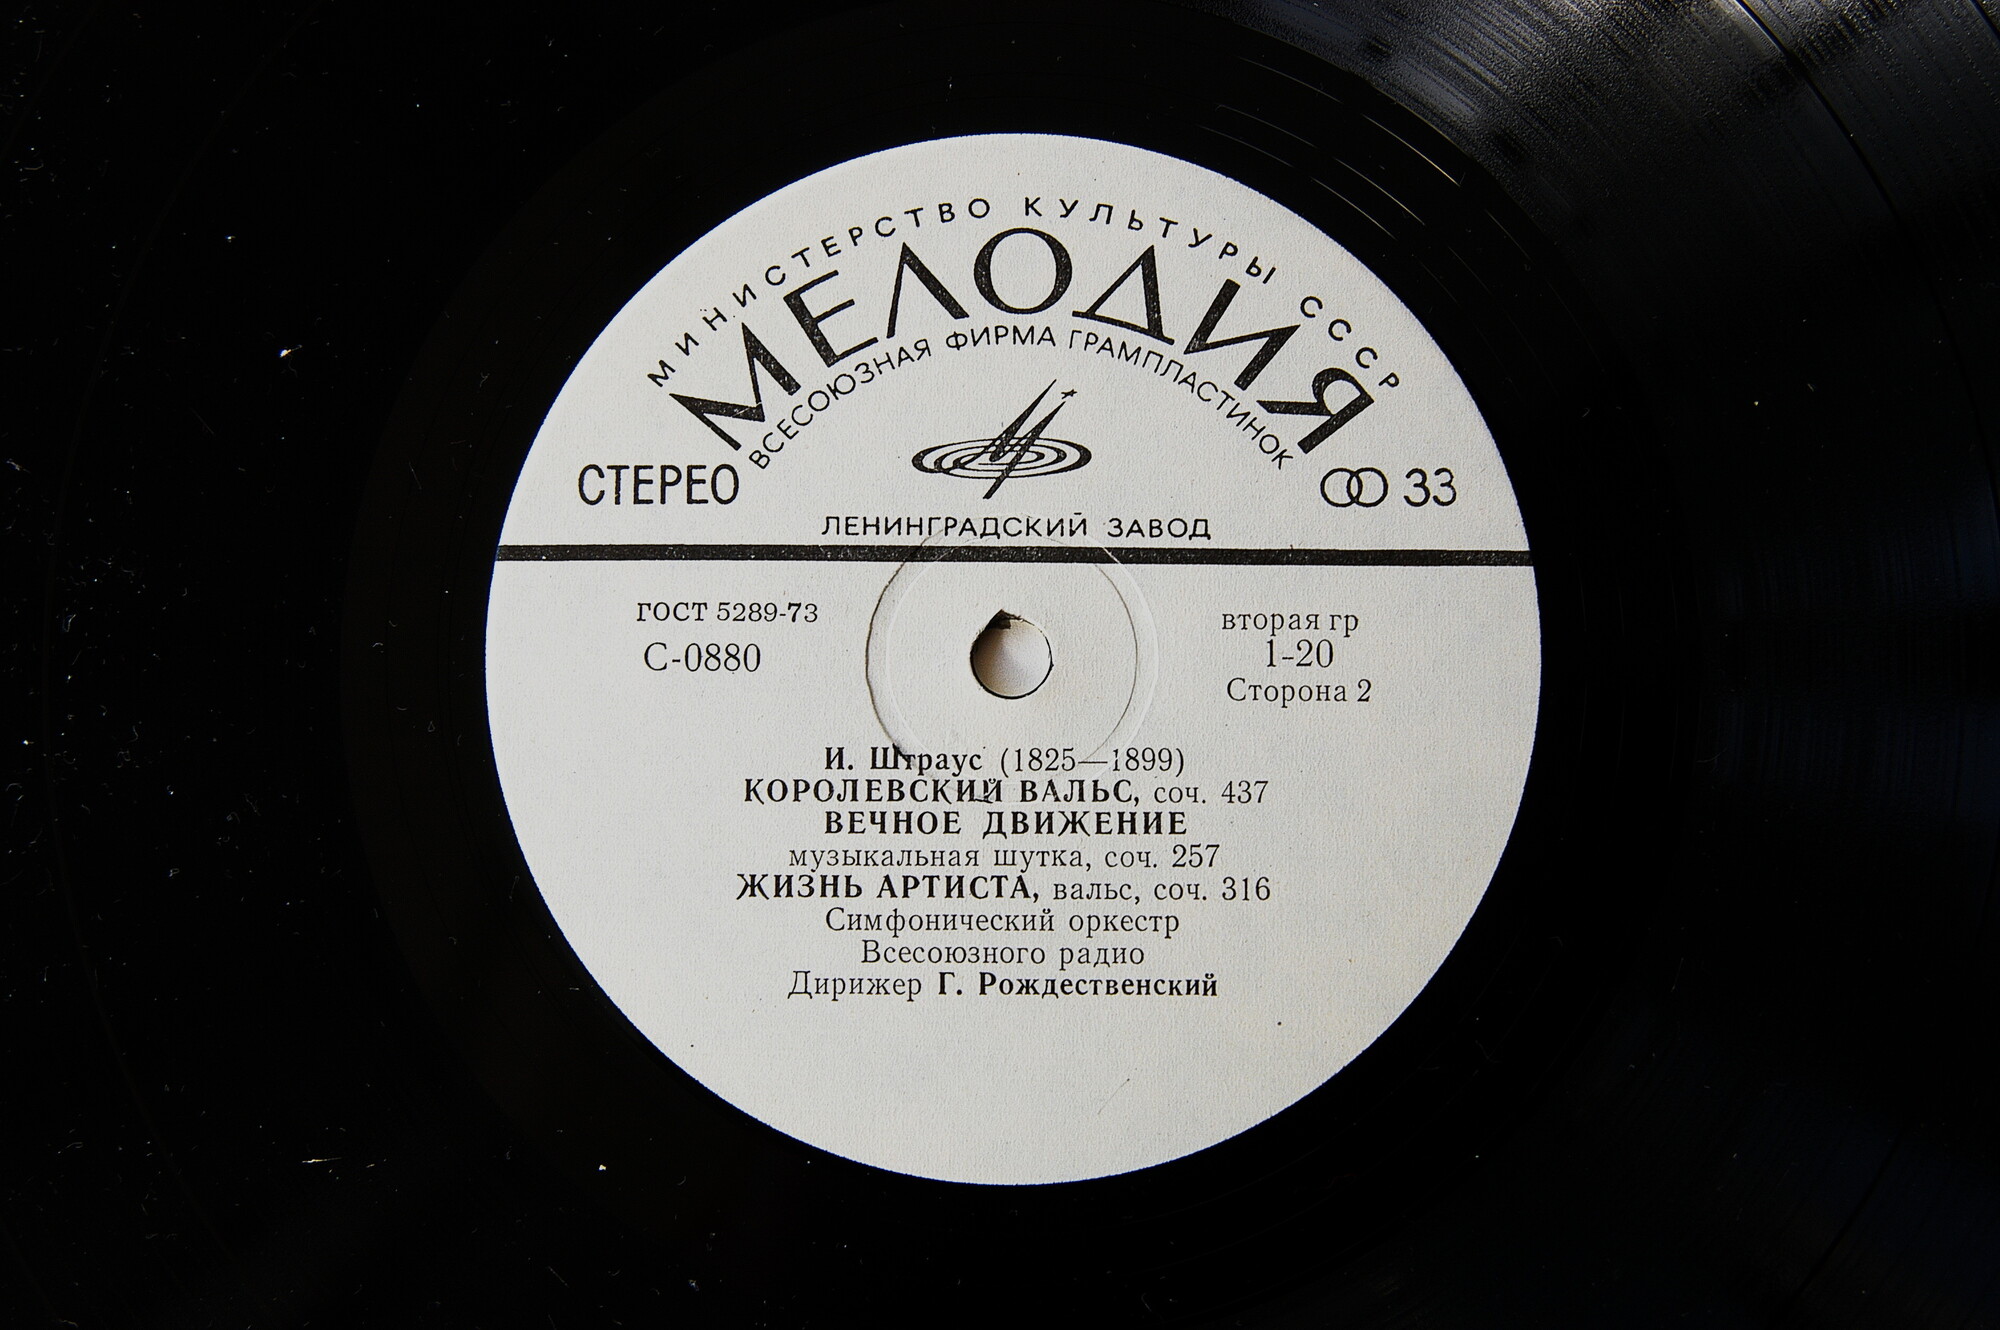 МИНИСТЕРСТВО КУЛЬТУРЫ СССР
МЕЛОДИЯ
ВСЕСОЮЗНАЯ ФИРМА ГРАМПЛАСТИНОК
СТЕРЕО
33
ЛЕНИНГРАДСКИЙ ЗАВОД
ГОСТ 5289-73
С-0880
вторая гр
1-20
Сторона 2
И. Штраус (1825—1899)
КОРОЛЕВСКИЙ ВАЛЬС, соч. 437
ВЕЧНОЕ ДВИЖЕНИЕ
музыкальная шутка, соч. 257
ЖИЗНЬ АРТИСТА, вальс, соч. 316
Симфонический оркестр
Всесоюзного радио
Дирижер Г. Рождественский